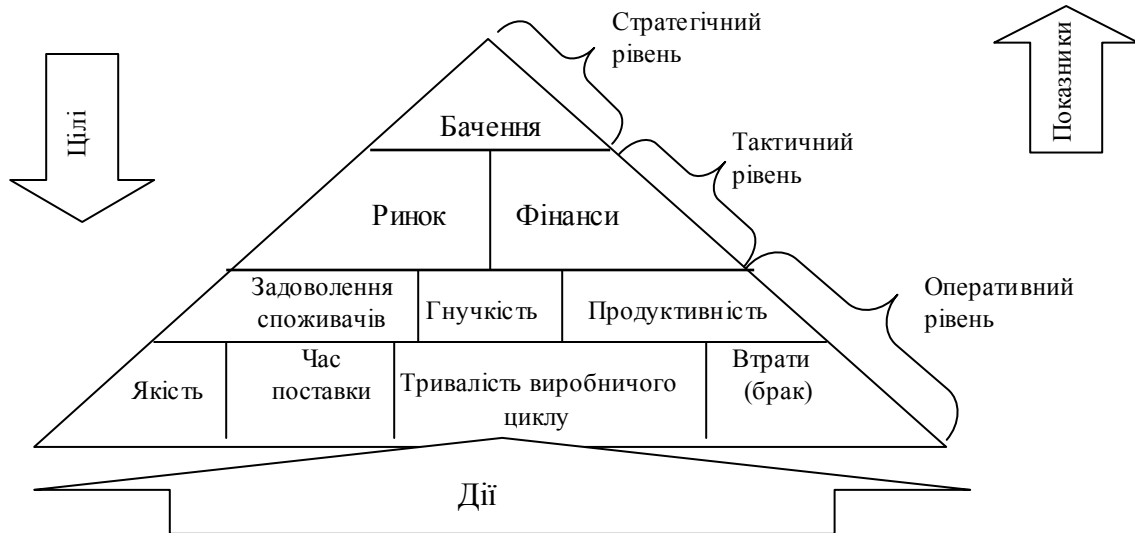 Стратегічний
рівень
Цілі
Показники
Бачення
Тактичний
рівень
Ринок
Фінанси
Задоволення
споживачів
Гнучкість
Продуктивність
Оперативний
рівень
Якість
Час
поставки
Тривалість виробничого
циклу
Втрати
(брак)
Дії